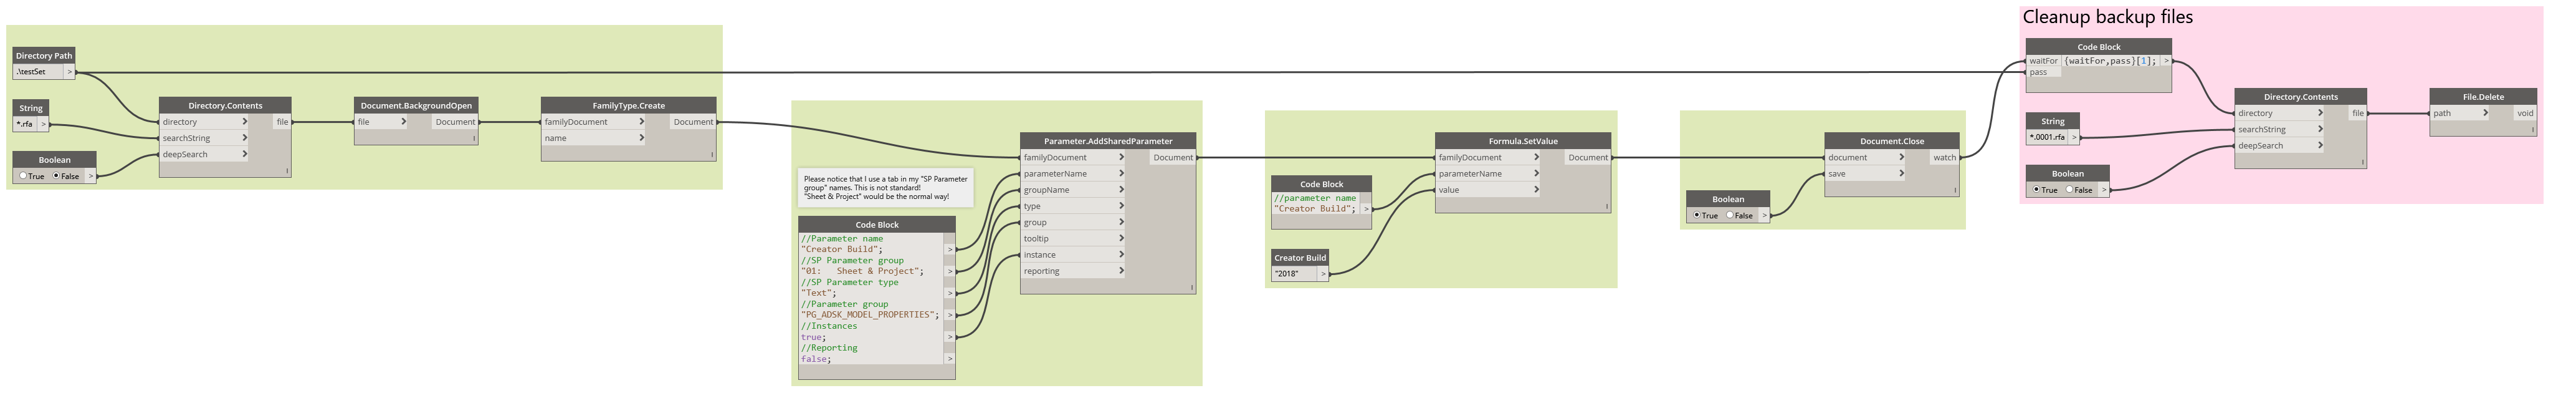 Directory Path
.\testSet >
String
*.rfa >
Boolean
True False >
Directory.Contents
directory > file
searchString >
deepSearch >
Document.BackgroundOpen
file > Document
FamilyType.Create
familyDocument > Document
name >
Please notice that I use a tab in my "SP Parameter
group" names. This is not standard!
"Sheet & Project" would be the normal way!
Code Block
//Parameter name
"Creator Build"; >
//SP Parameter group
"01:   Sheet & Project"; >
//SP Parameter type
"Text"; >
//Parameter group
"PG_ADSK_MODEL_PROPERTIES"; >
//Instances
true; >
//Reporting
false; >
Parameter.AddSharedParameter
familyDocument > Document
parameterName >
groupName >
type >
group >
tooltip >
instance >
reporting >
Code Block
//parameter name
"Creator Build"; >
Creator Build
"2018" >
Formula.SetValue
familyDocument > Document
parameterName >
value >
Boolean
True False >
Document.Close
document > watch
save >
Cleanup backup files
Code Block
waitFor {waitFor,pass}[1]; >
pass
String
*.0001.rfa >
Boolean
True False >
Directory.Contents
directory > file
searchString >
deepSearch >
File.Delete
path > void